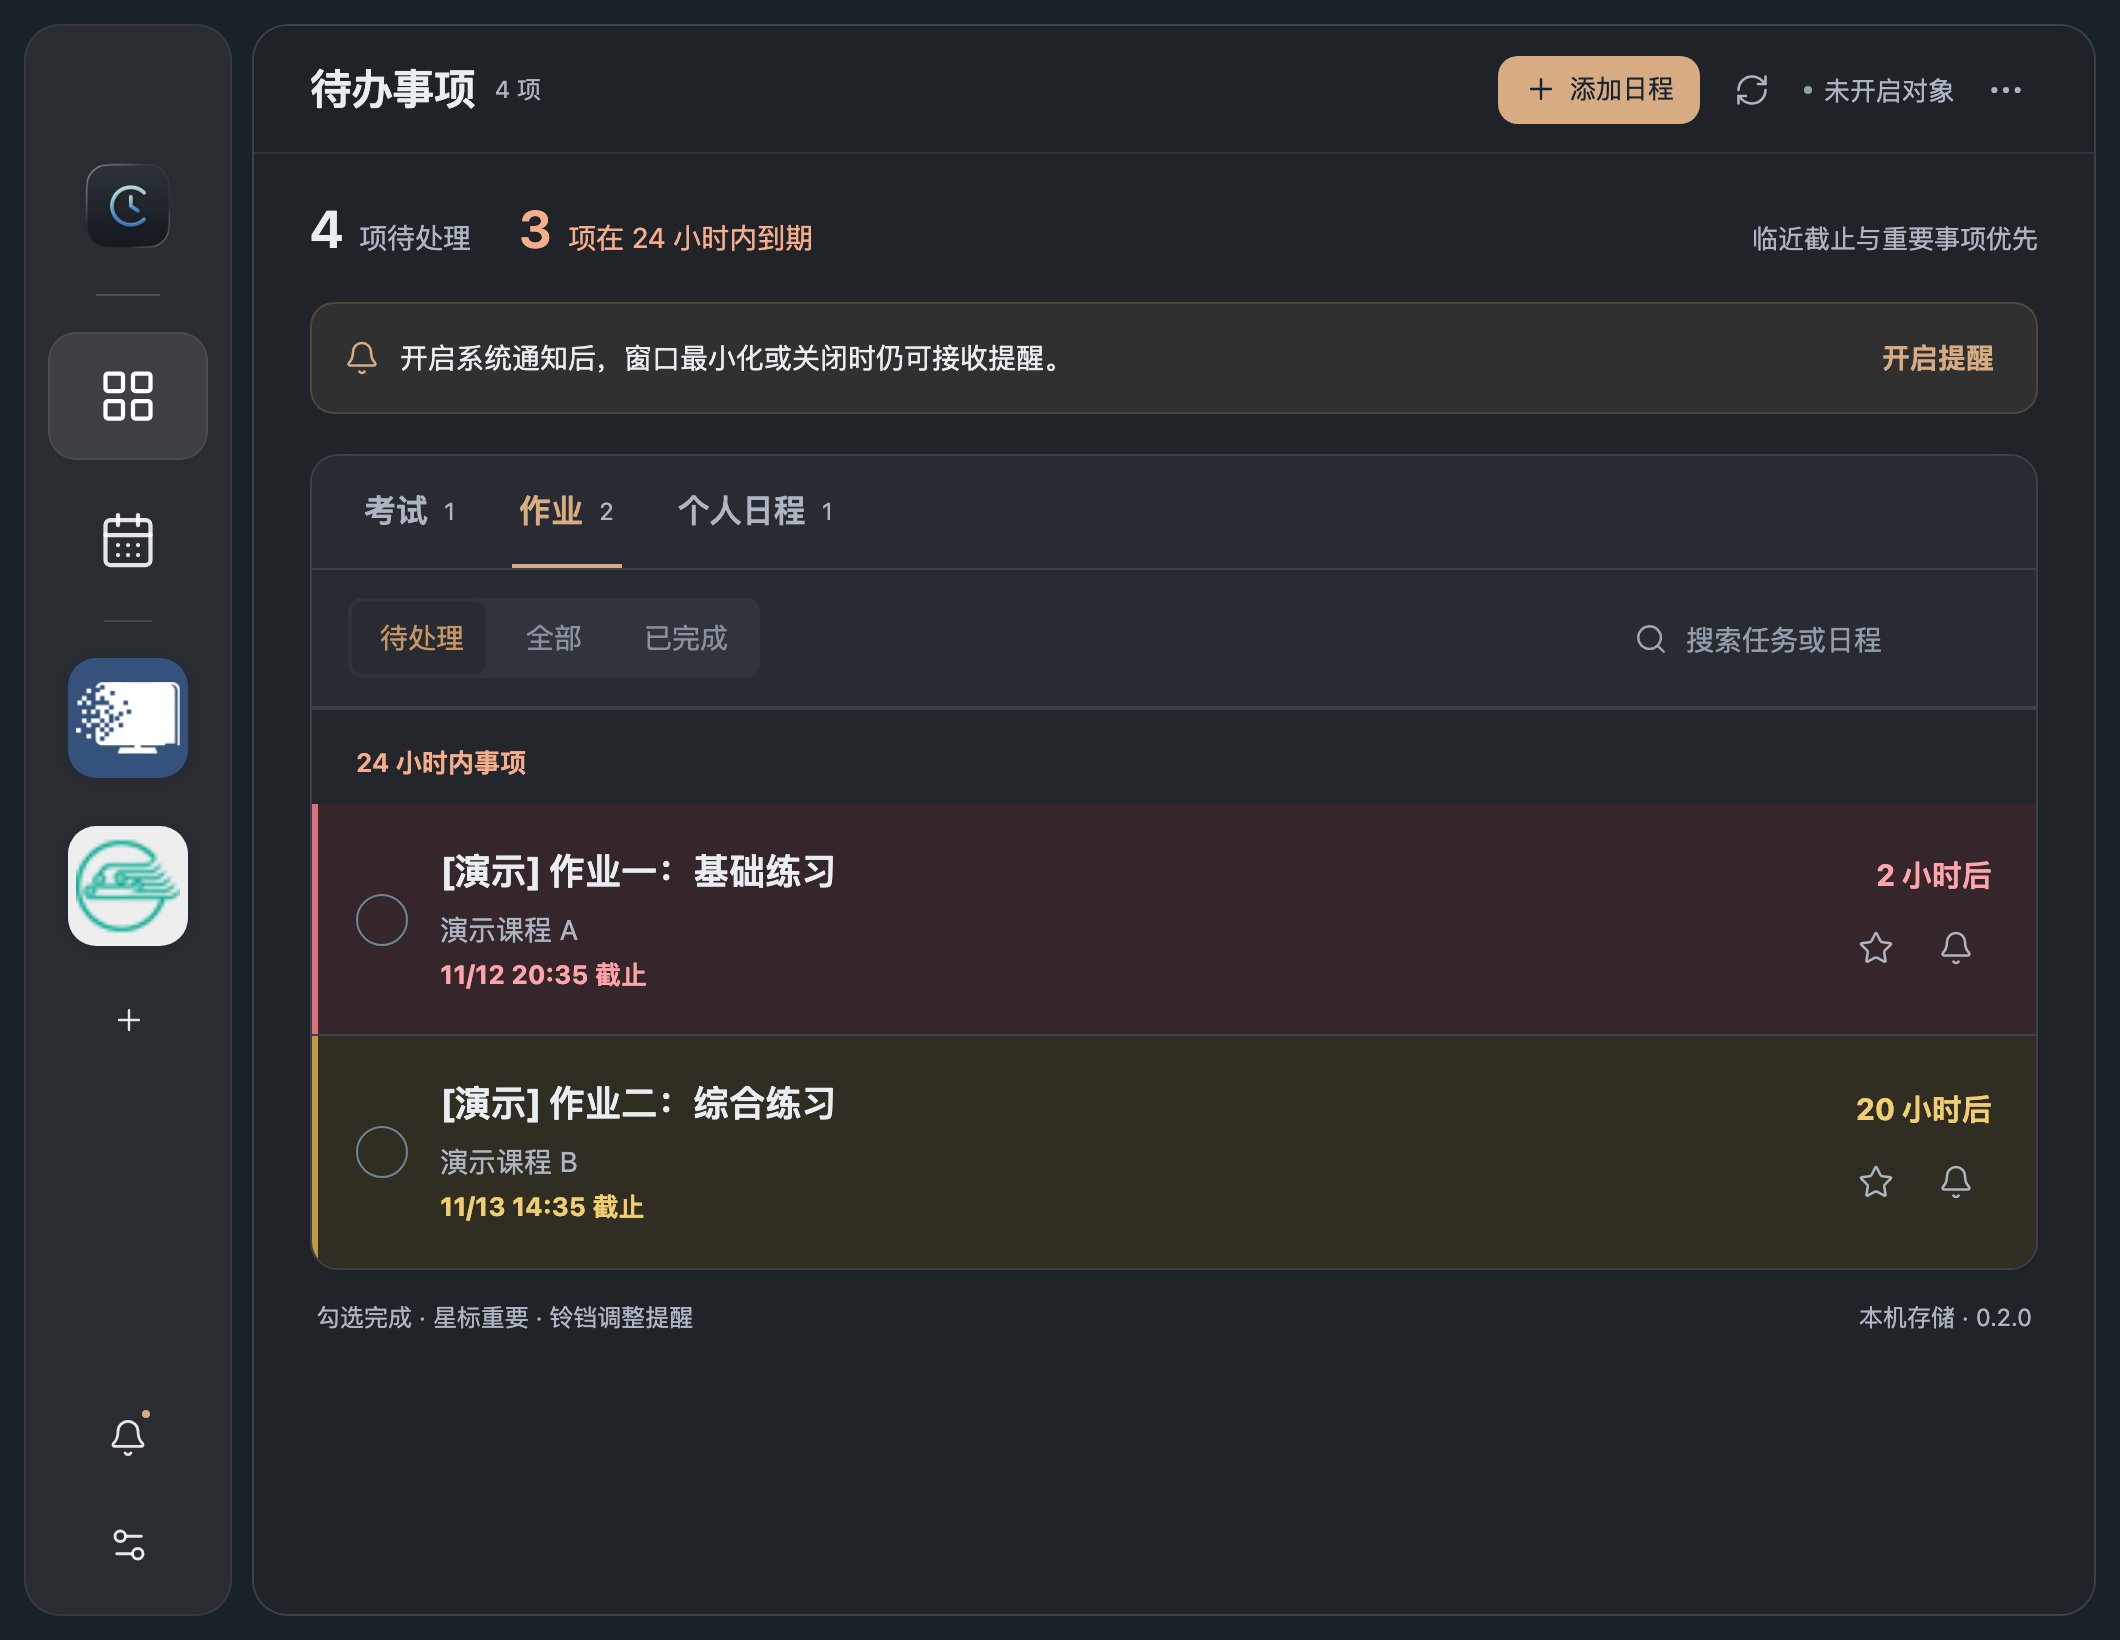 待办事项 4 项
添加日程 未开启对象
4 项待处理 3 项在 24 小时内到期
临近截止与重要事项优先
开启系统通知后，窗口最小化或关闭时仍可接收提醒。 开启提醒
考试 1 作业 2 个人日程 1
待处理 全部 已完成 搜索任务或日程
24 小时内事项
[演示] 作业一：基础练习
2 小时后
演示课程 A
11/12 20:35 截止
[演示] 作业二：综合练习
20 小时后
演示课程 B
11/13 14:35 截止
勾选完成 · 星标重要 · 铃铛调整提醒 本机存储 · 0.2.0